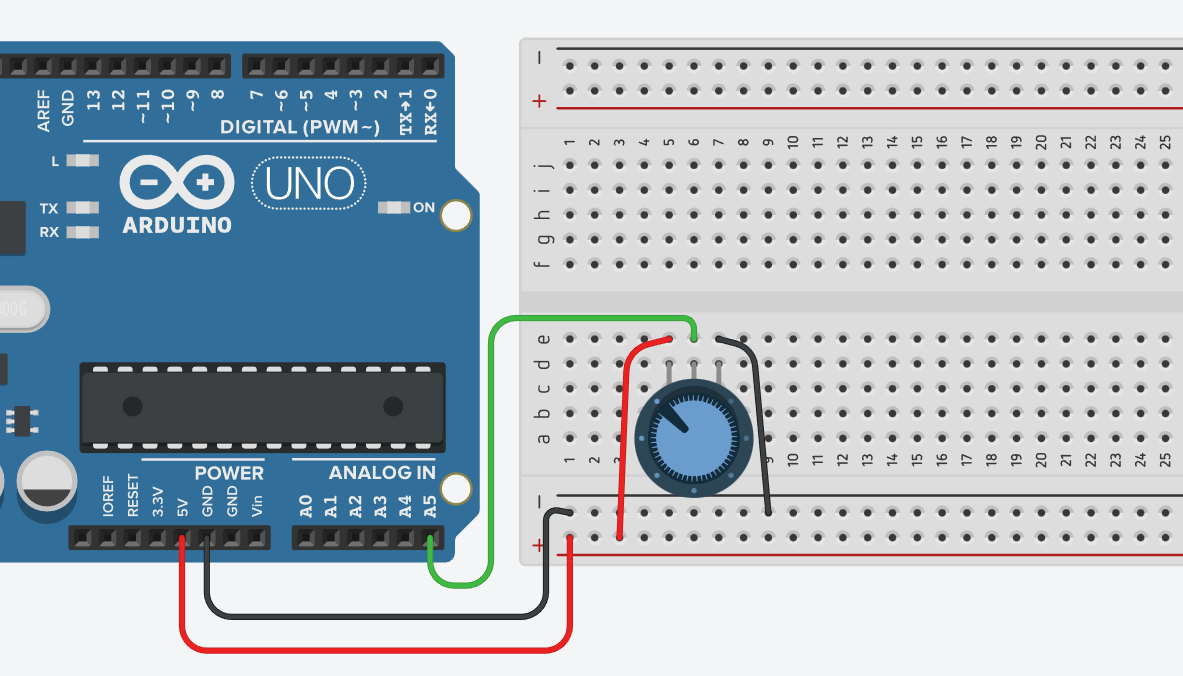 AREF
GND
13
12
~11
~10
~9
8
7
~6
~5
4
~3
2
TX→1
RX←0
DIGITAL (PWM ~)
L
TX
RX
UNO
ARDUINO
ON
000G
POWER
ANALOG IN
IOREF
RESET
3.3V
5V
GND
GND
Vin
A0
A1
A2
A3
A4
A5
−
+
1 2 3 4 5 6 7 8 9 10 11 12 13 14 15 16 17 18 19 20 21 22 23 24 25
j
i
h
g
f
e
d
c
b
a
1 2 3 9 10 11 12 13 14 15 16 17 18 19 20 21 22 23 24 25
−
+